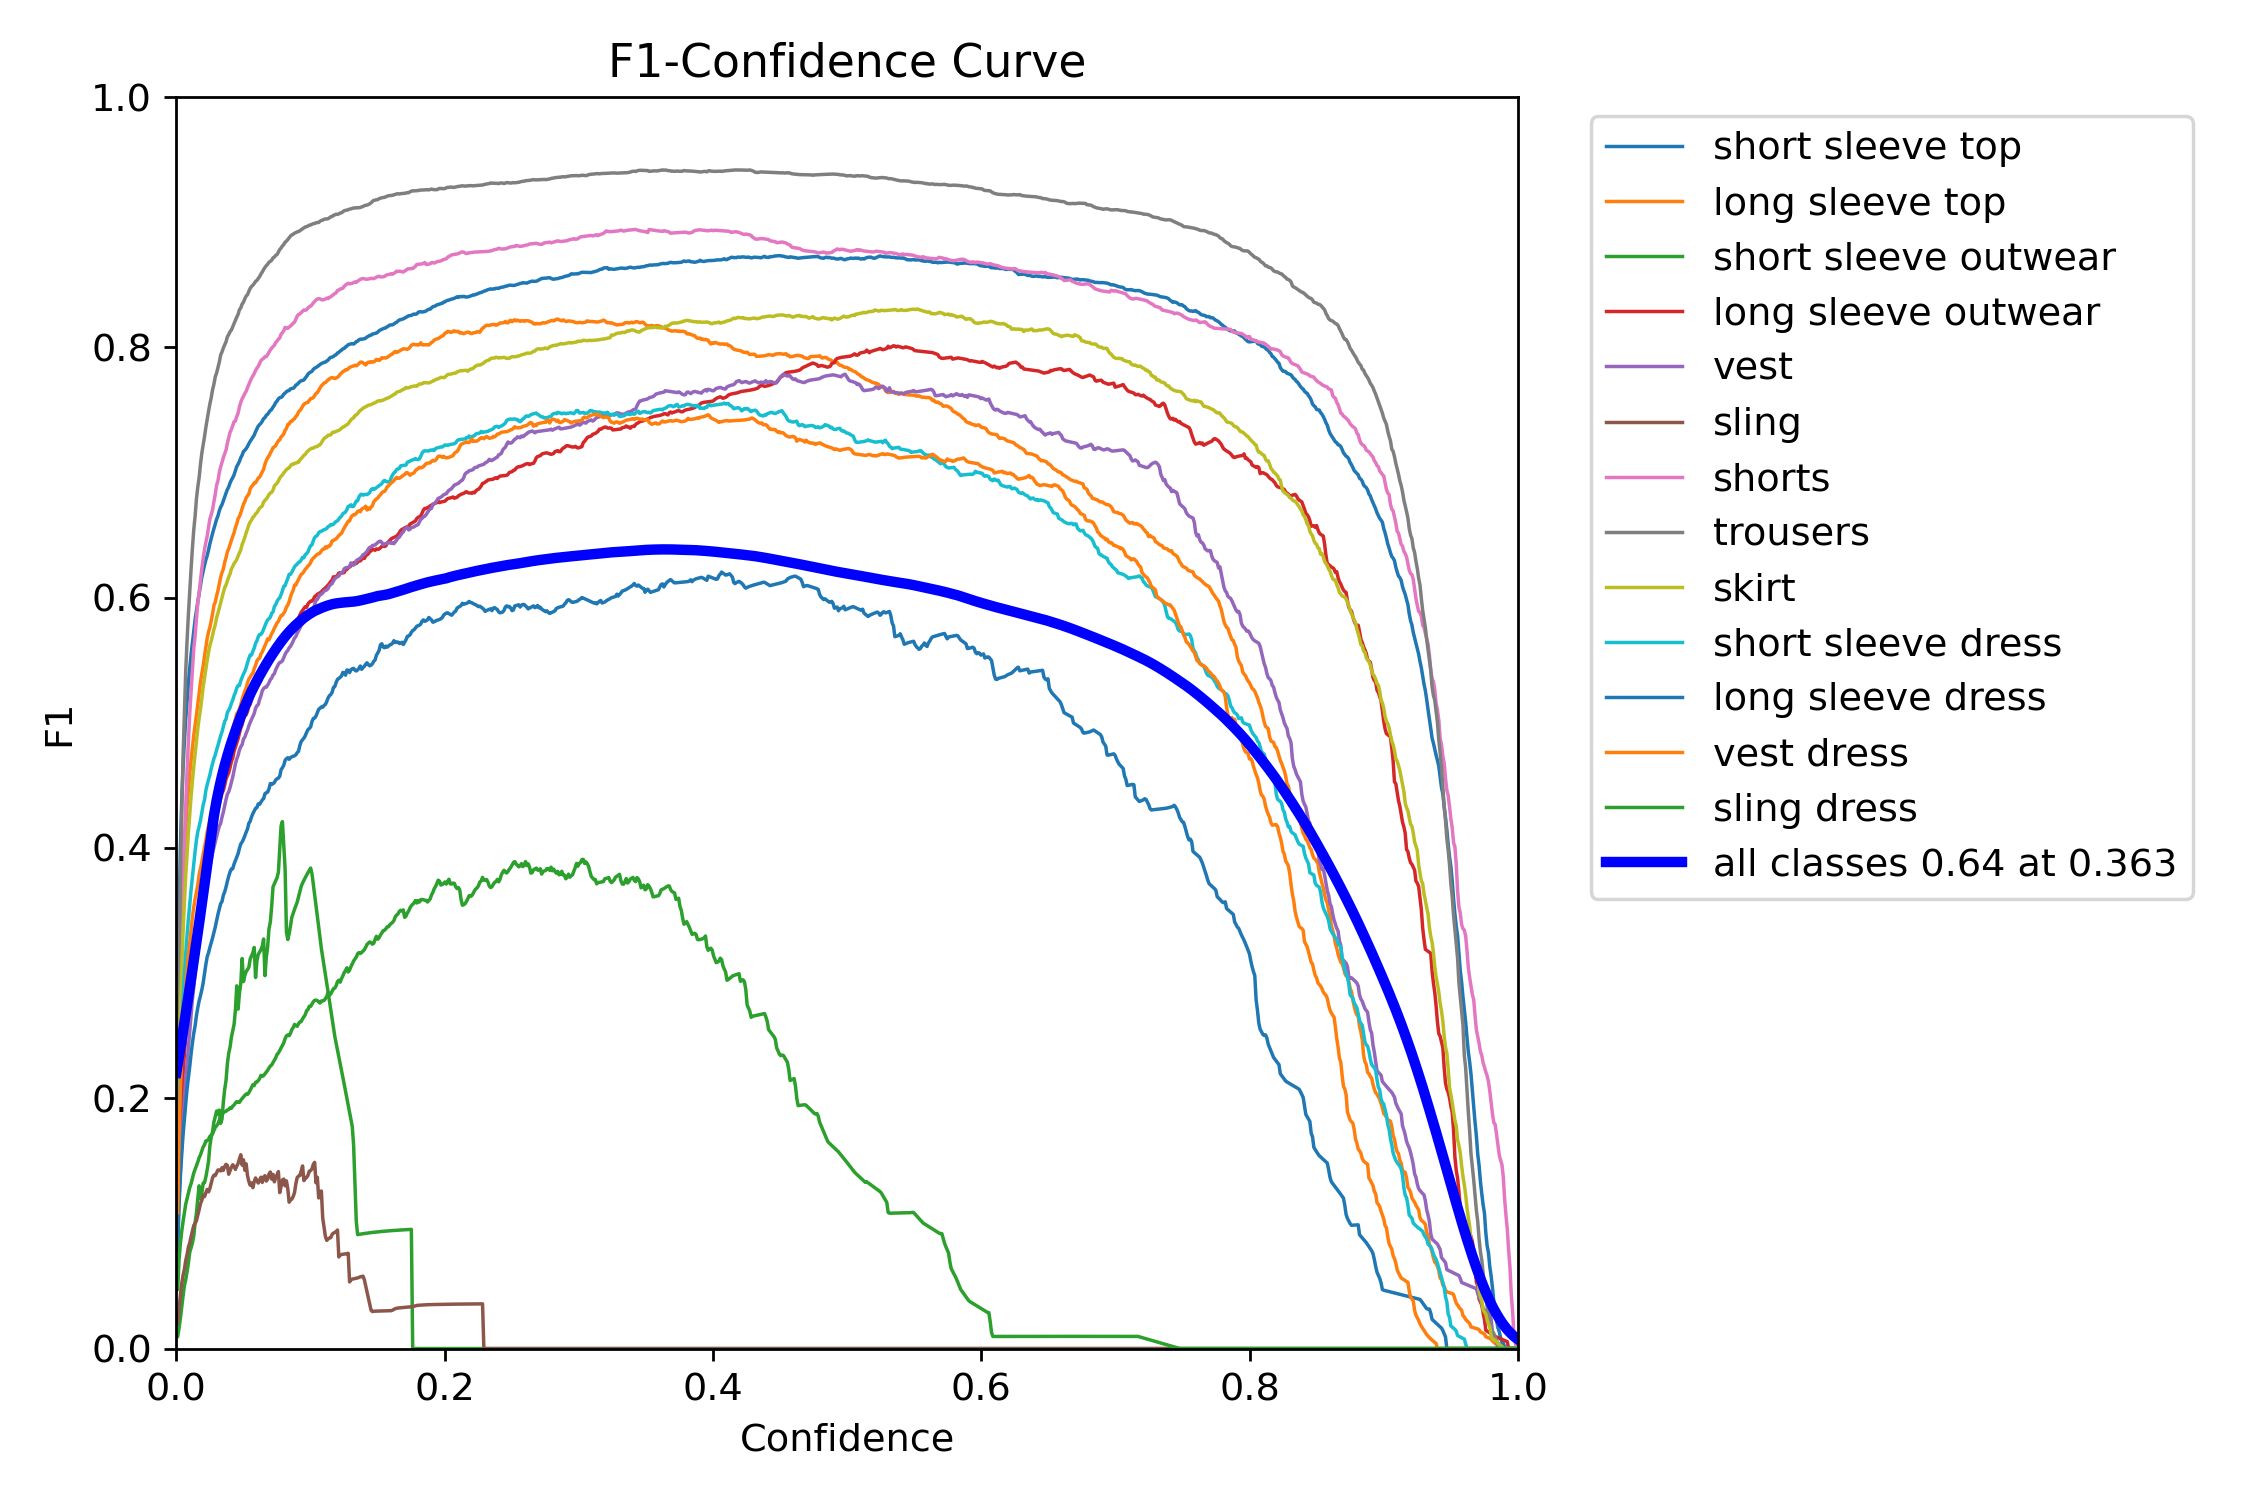 F1-Confidence Curve
1.0
0.8
0.6
0.4
0.2
0.0
F1
0.0 0.2 0.4 0.6 0.8 1.0
Confidence
short sleeve top
long sleeve top
short sleeve outwear
long sleeve outwear
vest
sling
shorts
trousers
skirt
short sleeve dress
long sleeve dress
vest dress
sling dress
all classes 0.64 at 0.363